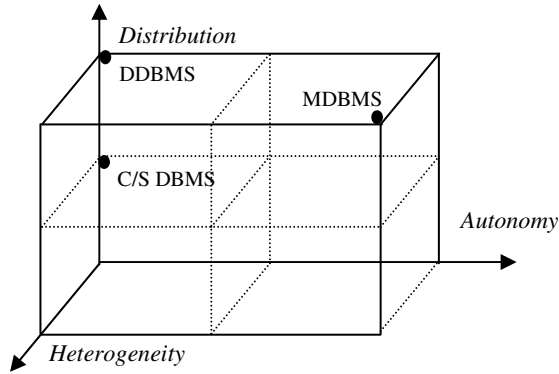 Distribution
DDBMS
MDBMS
C/S DBMS
Autonomy
Heterogeneity